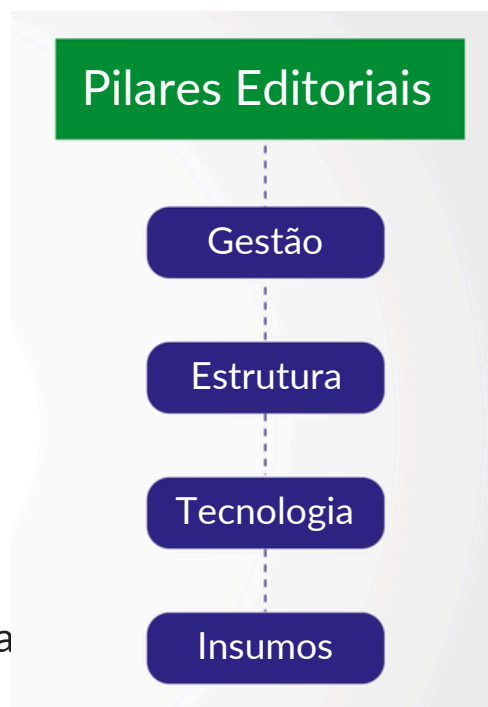 Pilares Editoriais
Gestão
Estrutura
Tecnologia
a
Insumos